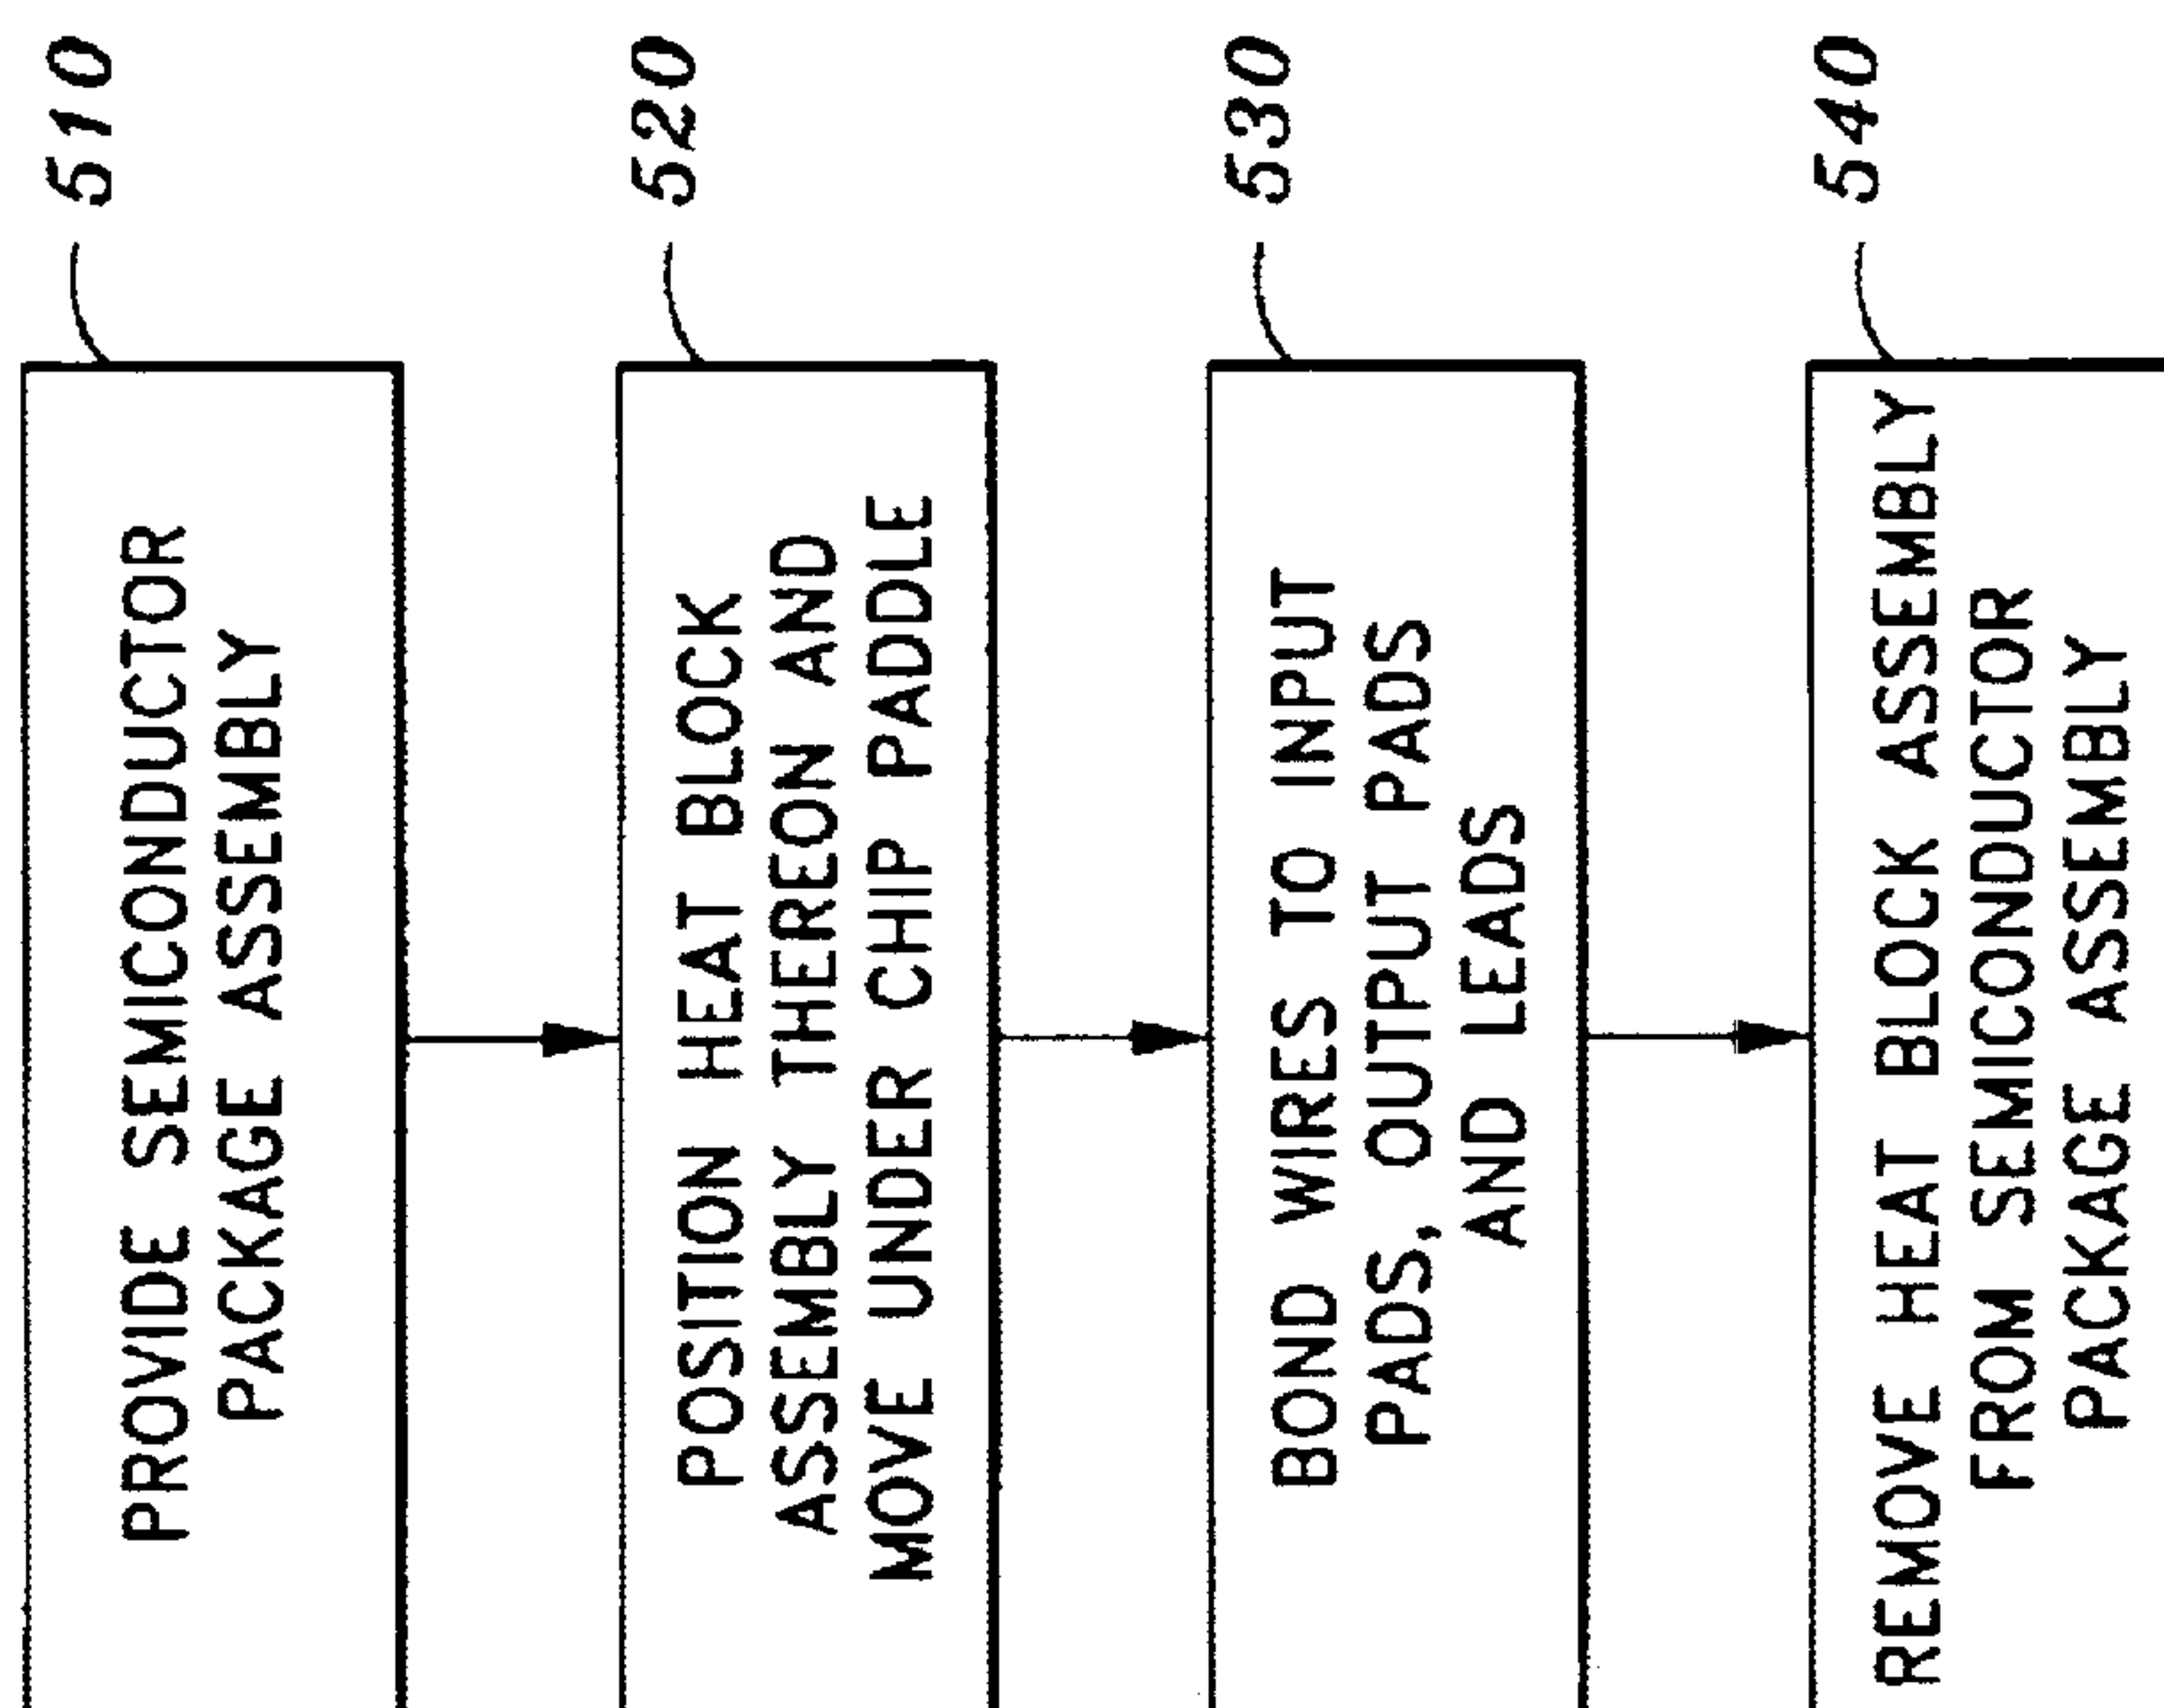 510
PROVIDE SEMICONDUCTOR
PACKAGE ASSEMBLY
520
POSITION HEAT BLOCK
ASSEMBLY THEREON AND
MOVE UNDER CHIP PADDLE
530
BOND WIRES TO INPUT
PADS, OUTPUT PADS
AND LEADS
540
REMOVE HEAT BLOCK ASSEMBLY
FROM SEMICONDUCTOR
PACKAGE ASSEMBLY